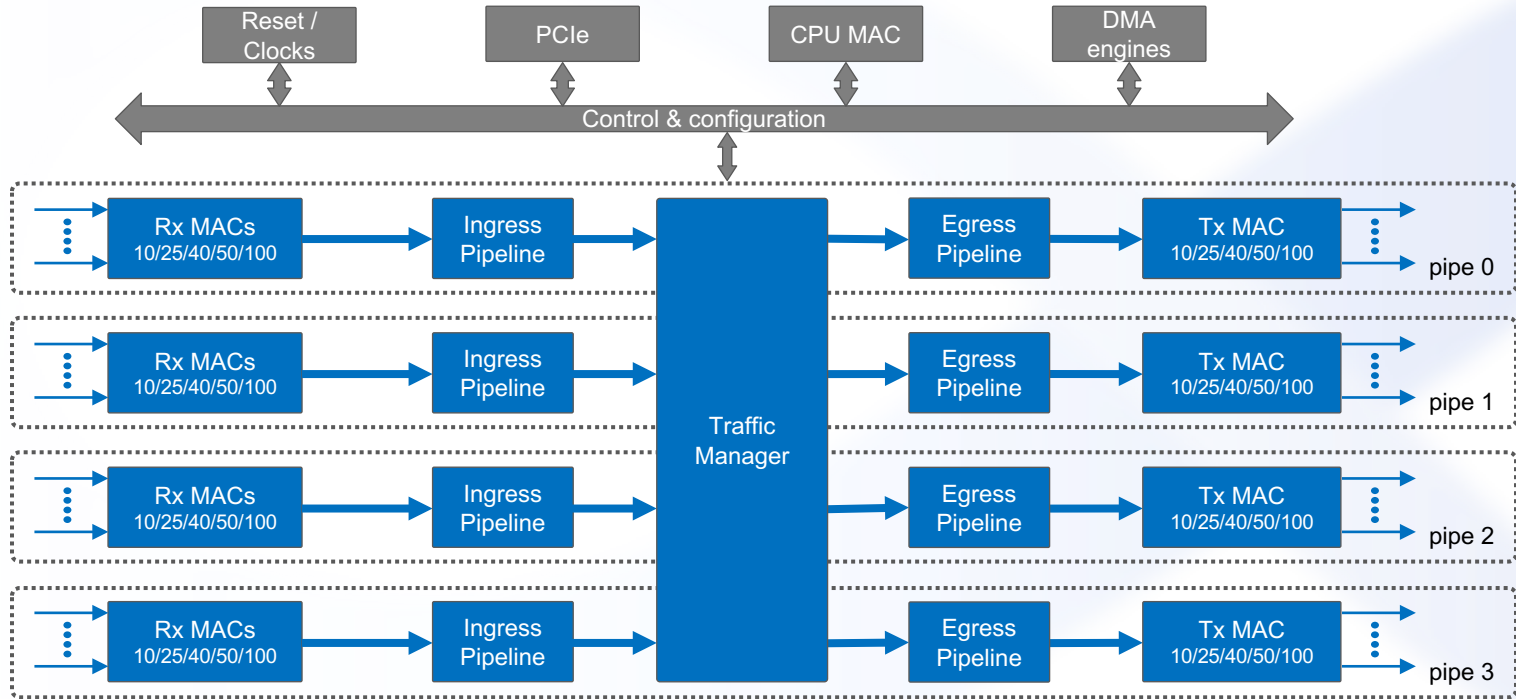 Reset /
Clocks
PCIe
CPU MAC
DMA
engines
Control & configuration
Rx MACs
10/25/40/50/100
Ingress
Pipeline
Egress
Pipeline
Tx MAC
10/25/40/50/100
pipe 0
Rx MACs
10/25/40/50/100
Ingress
Pipeline
Egress
Pipeline
Tx MAC
10/25/40/50/100
pipe 1
Traffic
Manager
Rx MACs
10/25/40/50/100
Ingress
Pipeline
Egress
Pipeline
Tx MAC
10/25/40/50/100
pipe 2
Rx MACs
10/25/40/50/100
Ingress
Pipeline
Egress
Pipeline
Tx MAC
10/25/40/50/100
pipe 3